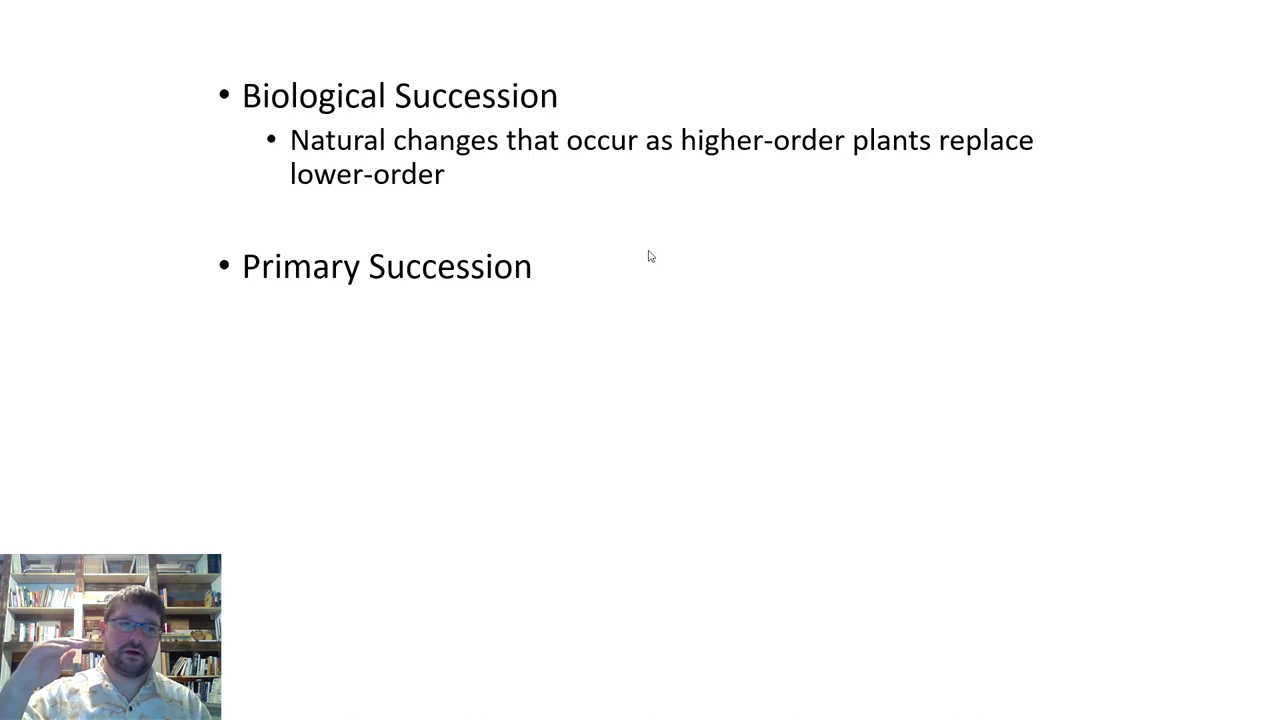 • Biological Succession
• Natural changes that occur as higher-order plants replace
lower-order
• Primary Succession